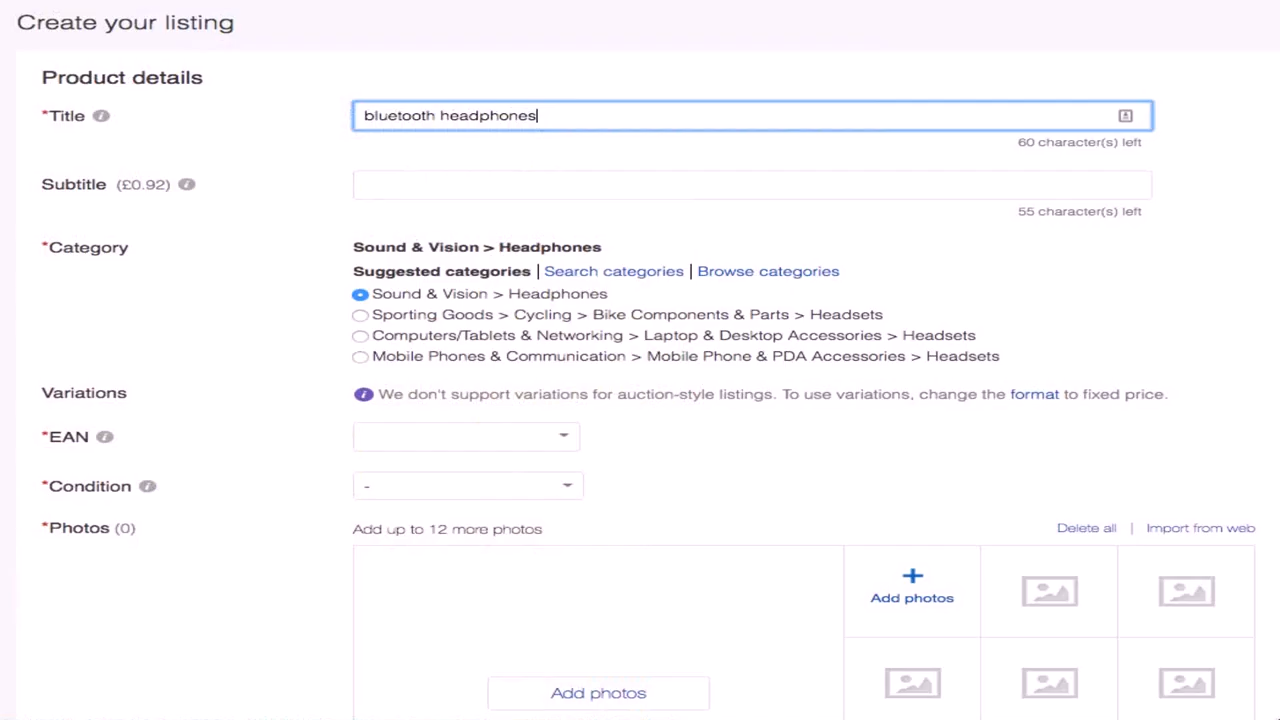 Create your listing
Product details
*Title
bluetooth headphones
60 character(s) left
Subtitle (£0.92)
55 character(s) left
*Category
Sound & Vision > Headphones
Suggested categories | Search categories | Browse categories
Sound & Vision > Headphones
Sporting Goods > Cycling > Bike Components & Parts > Headsets
Computers/Tablets & Networking > Laptop & Desktop Accessories > Headsets
Mobile Phones & Communication > Mobile Phone & PDA Accessories > Headsets
Variations
We don't support variations for auction-style listings. To use variations, change the format to fixed price.
*EAN
*Condition
-
*Photos (0)
Add up to 12 more photos
Delete all | Import from web
+
Add photos
Add photos